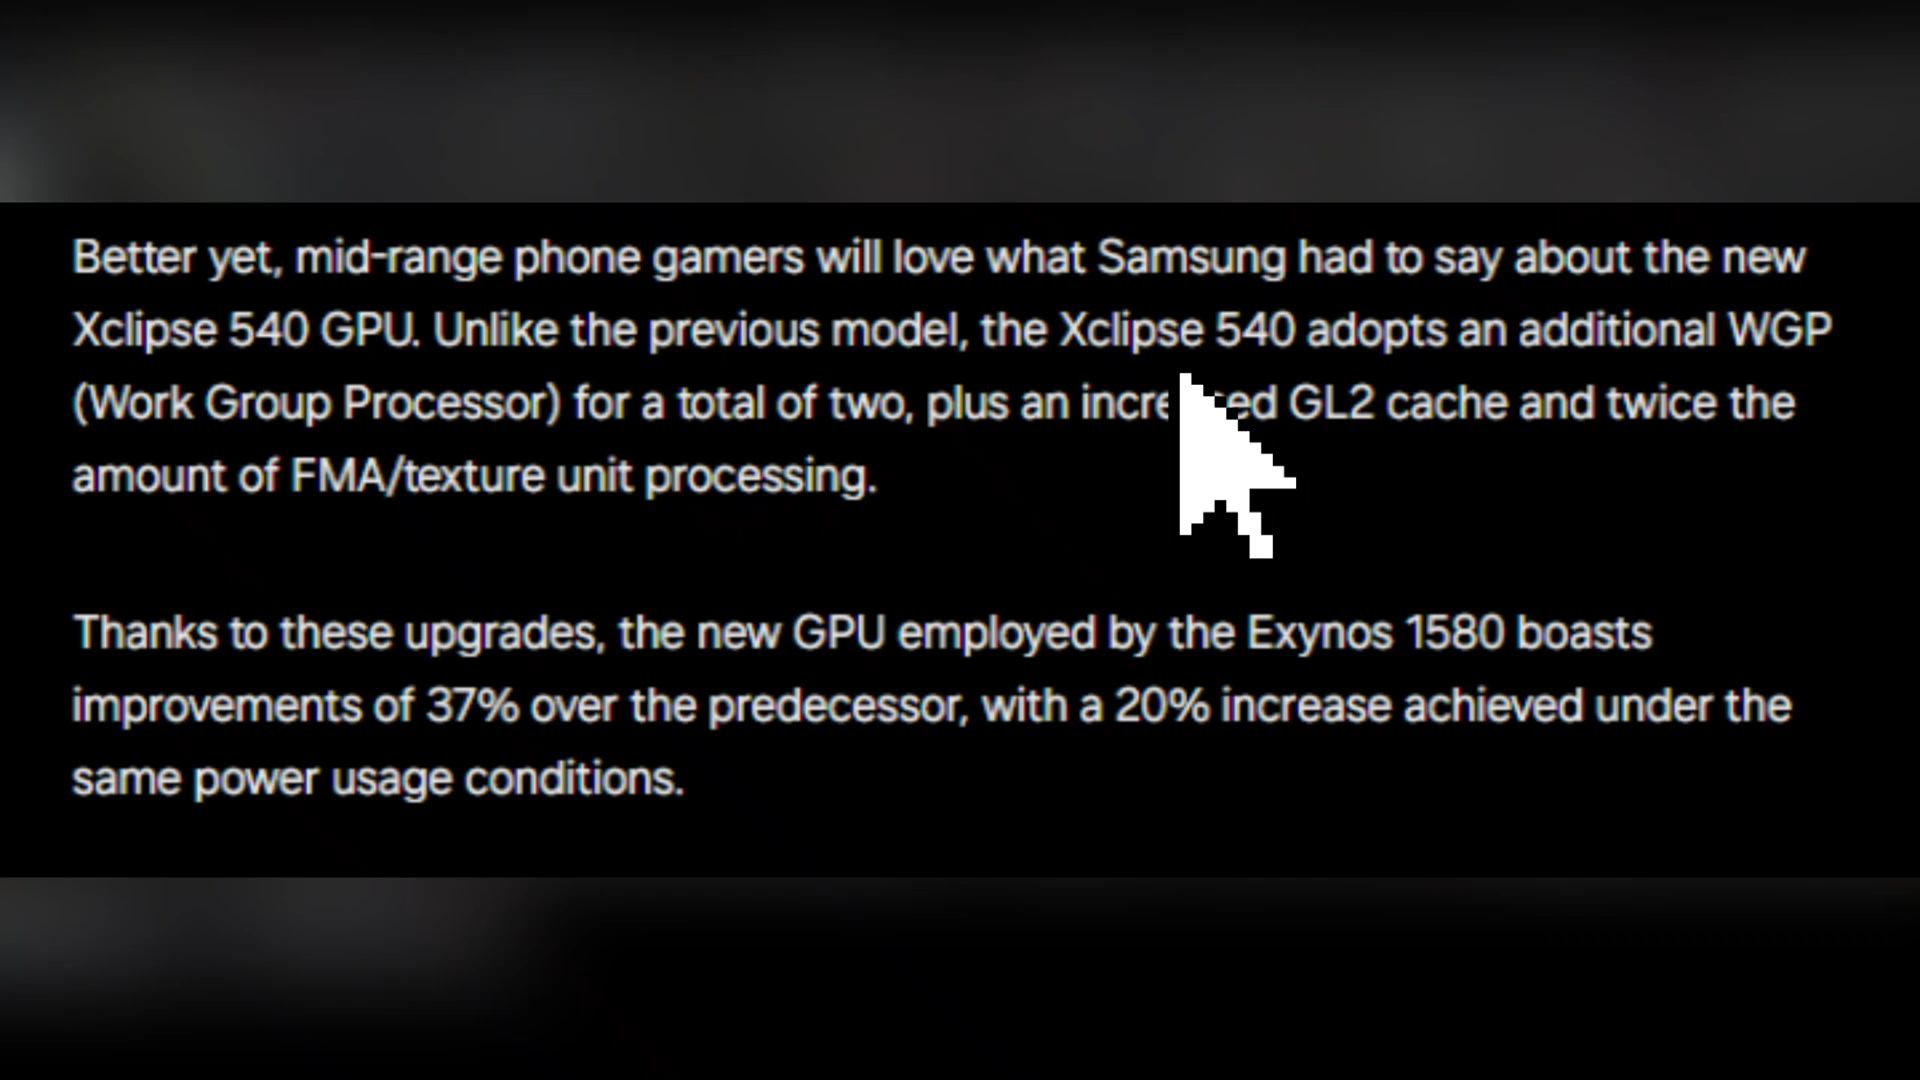 Better yet, mid-range phone gamers will love what Samsung had to say about the new
Xclipse 540 GPU. Unlike the previous model, the Xclipse 540 adopts an additional WGP
(Work Group Processor) for a total of two, plus an GL2 cache and twice the
amount of FMA/texture unit processing.
Thanks to these upgrades, the new GPU employed by the Exynos 1580 boasts
improvements of 37% over the predecessor, with a 20% increase achieved under the
same power usage conditions.